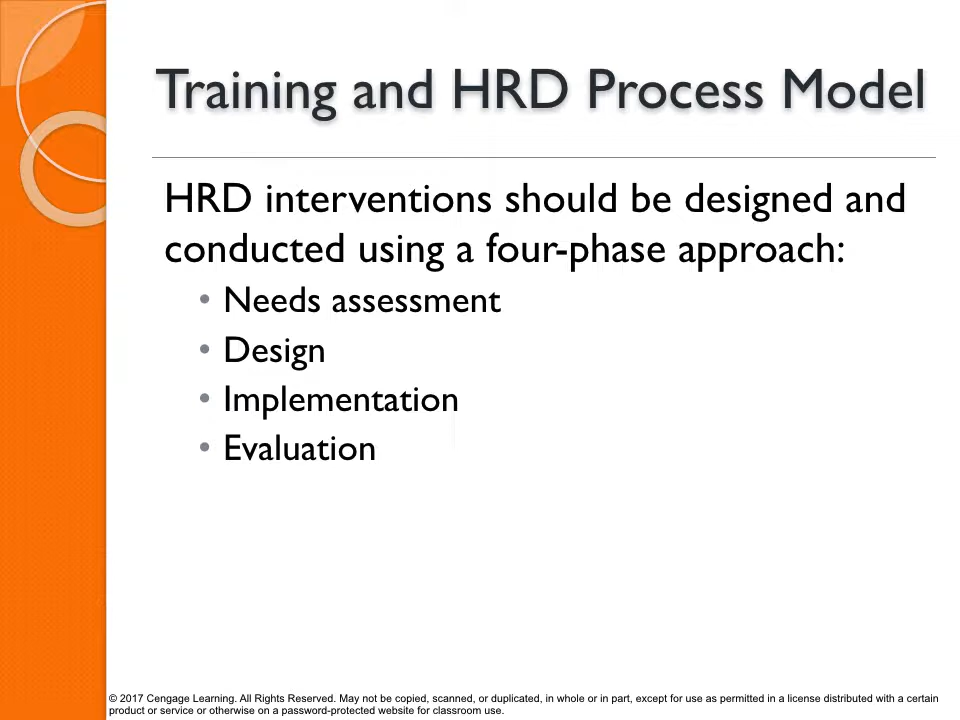 Training and HRD Process Model
HRD interventions should be designed and
conducted using a four-phase approach:
• Needs assessment
• Design
• Implementation
• Evaluation
© 2017 Cengage Learning. All Rights Reserved. May not be copied, scanned, or duplicated, in whole or in part, except for use as permitted in a license distributed with a certain
product or service or otherwise on a password-protected website for classroom use.